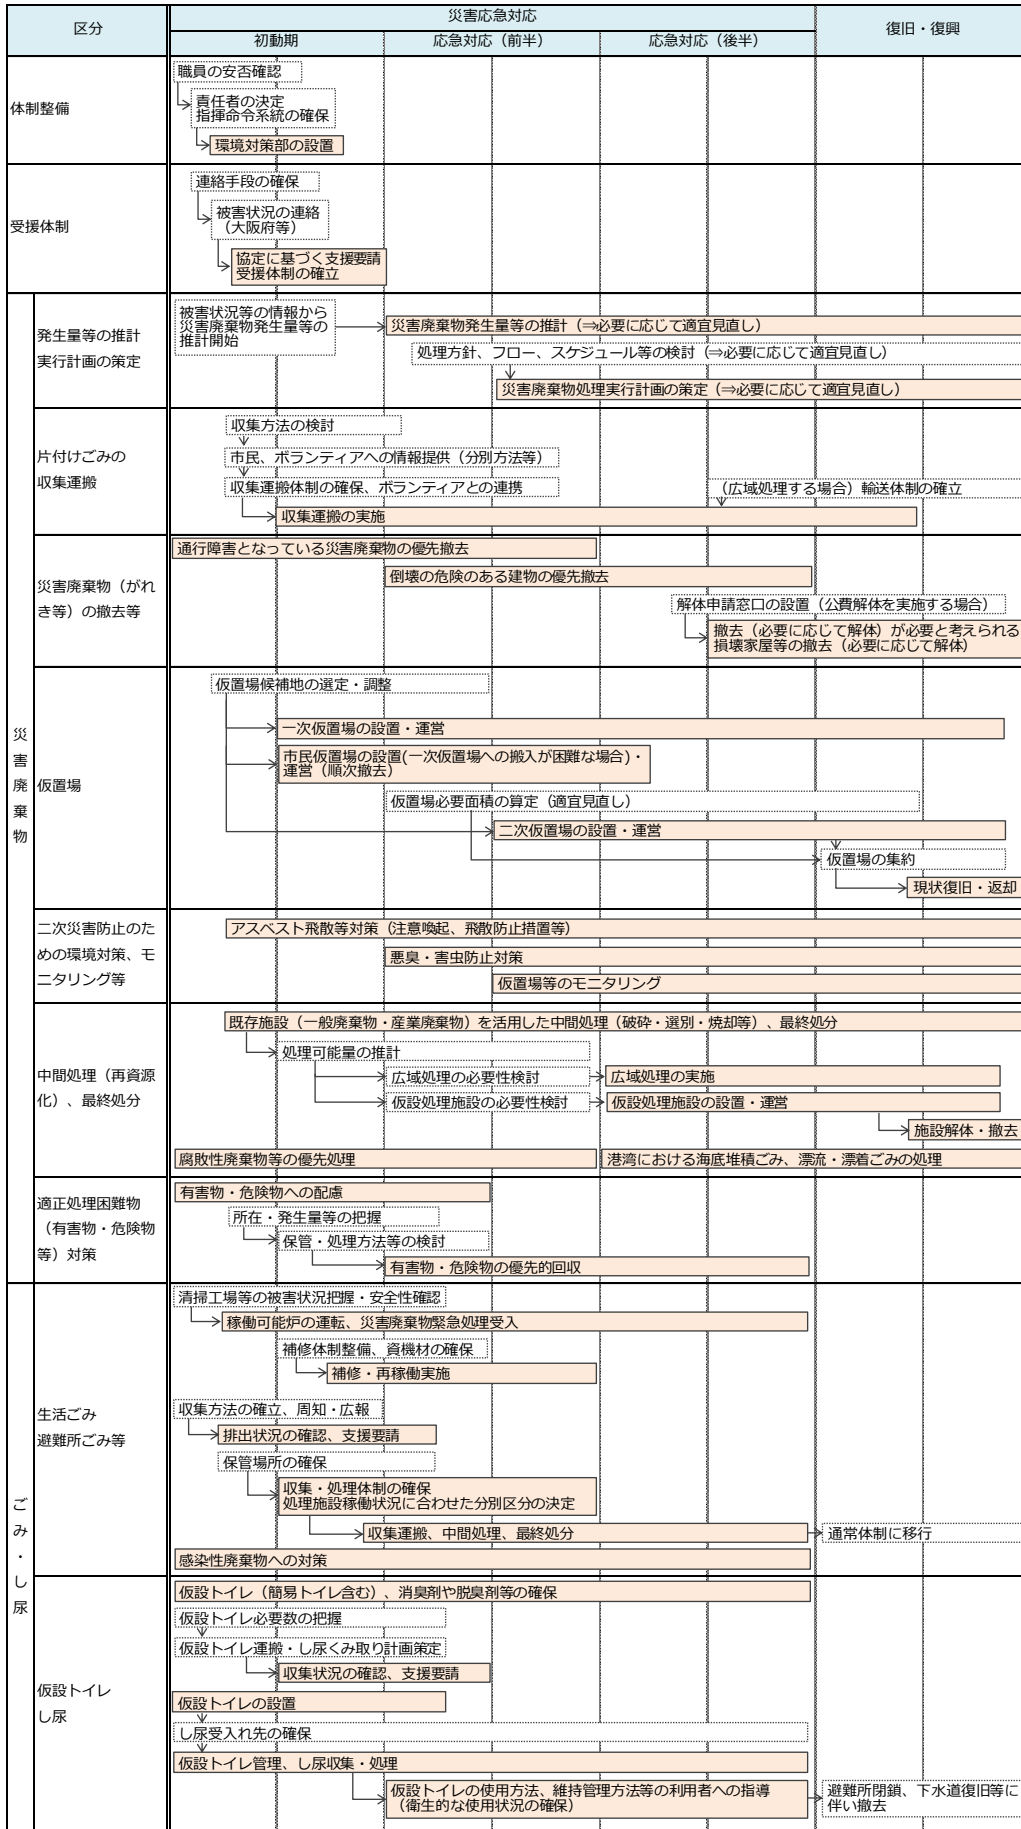 区分
災害応急対応
復旧・復興
初動期
応急対応（前半）
応急対応（後半）
体制整備
職員の安否確認
責任者の決定
指揮命令系統の確保
環境対策部の設置
受援体制
連絡手段の確保
被害状況の連絡
（大阪府等）
協定に基づく支援要請
受援体制の確立
災害廃棄物
発生量等の推計
実行計画の策定
被害状況等の情報から
災害廃棄物発生量等の
推計開始
災害廃棄物発生量等の推計（⇒必要に応じて適宜見直し）
処理方針、フロー、スケジュール等の検討（⇒必要に応じて適宜見直し）
災害廃棄物処理実行計画の策定（⇒必要に応じて適宜見直し）
片付けごみの
収集運搬
収集方法の検討
市民、ボランティアへの情報提供（分別方法等）
収集運搬体制の確保、ボランティアとの連携
（広域処理する場合）輸送体制の確立
収集運搬の実施
災害廃棄物（がれ
き等）の撤去等
通行障害となっている災害廃棄物の優先撤去
倒壊の危険のある建物の優先撤去
解体申請窓口の設置（公費解体を実施する場合）
撤去（必要に応じて解体）が必要と考えられる
損壊家屋等の撤去（必要に応じて解体）
仮置場
仮置場候補地の選定・調整
一次仮置場の設置・運営
市民仮置場の設置(一次仮置場への搬入が困難な場合)・
運営（順次撤去）
仮置場必要面積の算定（適宜見直し）
二次仮置場の設置・運営
仮置場の集約
現状復旧・返却
二次災害防止のた
めの環境対策、モ
ニタリング等
アスベスト飛散等対策（注意喚起、飛散防止措置等）
悪臭・害虫防止対策
仮置場等のモニタリング
中間処理（再資源
化）、最終処分
既存施設（一般廃棄物・産業廃棄物）を活用した中間処理（破砕・選別・焼却等）、最終処分
処理可能量の推計
広域処理の必要性検討
広域処理の実施
仮設処理施設の必要性検討
仮設処理施設の設置・運営
施設解体・撤去
腐敗性廃棄物等の優先処理
港湾における海底堆積ごみ、漂流・漂着ごみの処理
適正処理困難物
（有害物・危険物
等）対策
有害物・危険物への配慮
所在・発生量等の把握
保管・処理方法等の検討
有害物・危険物の優先的回収
ごみ・し尿
生活ごみ
避難所ごみ等
清掃工場等の被害状況把握・安全性確認
稼働可能炉の運転、災害廃棄物緊急処理受入
補修体制整備、資機材の確保
補修・再稼働実施
収集方法の確立、周知・広報
排出状況の確認、支援要請
保管場所の確保
収集・処理体制の確保
処理施設稼働状況に合わせた分別区分の決定
収集運搬、中間処理、最終処分
通常体制に移行
感染性廃棄物への対策
仮設トイレ
し尿
仮設トイレ（簡易トイレ含む）、消臭剤や脱臭剤等の確保
仮設トイレ必要数の把握
仮設トイレ運搬・し尿くみ取り計画策定
収集状況の確認、支援要請
仮設トイレの設置
し尿受入れ先の確保
仮設トイレ管理、し尿収集・処理
仮設トイレの使用方法、維持管理方法等の利用者への指導
（衛生的な使用状況の確保）
避難所閉鎖、下水道復旧等に
伴い撤去